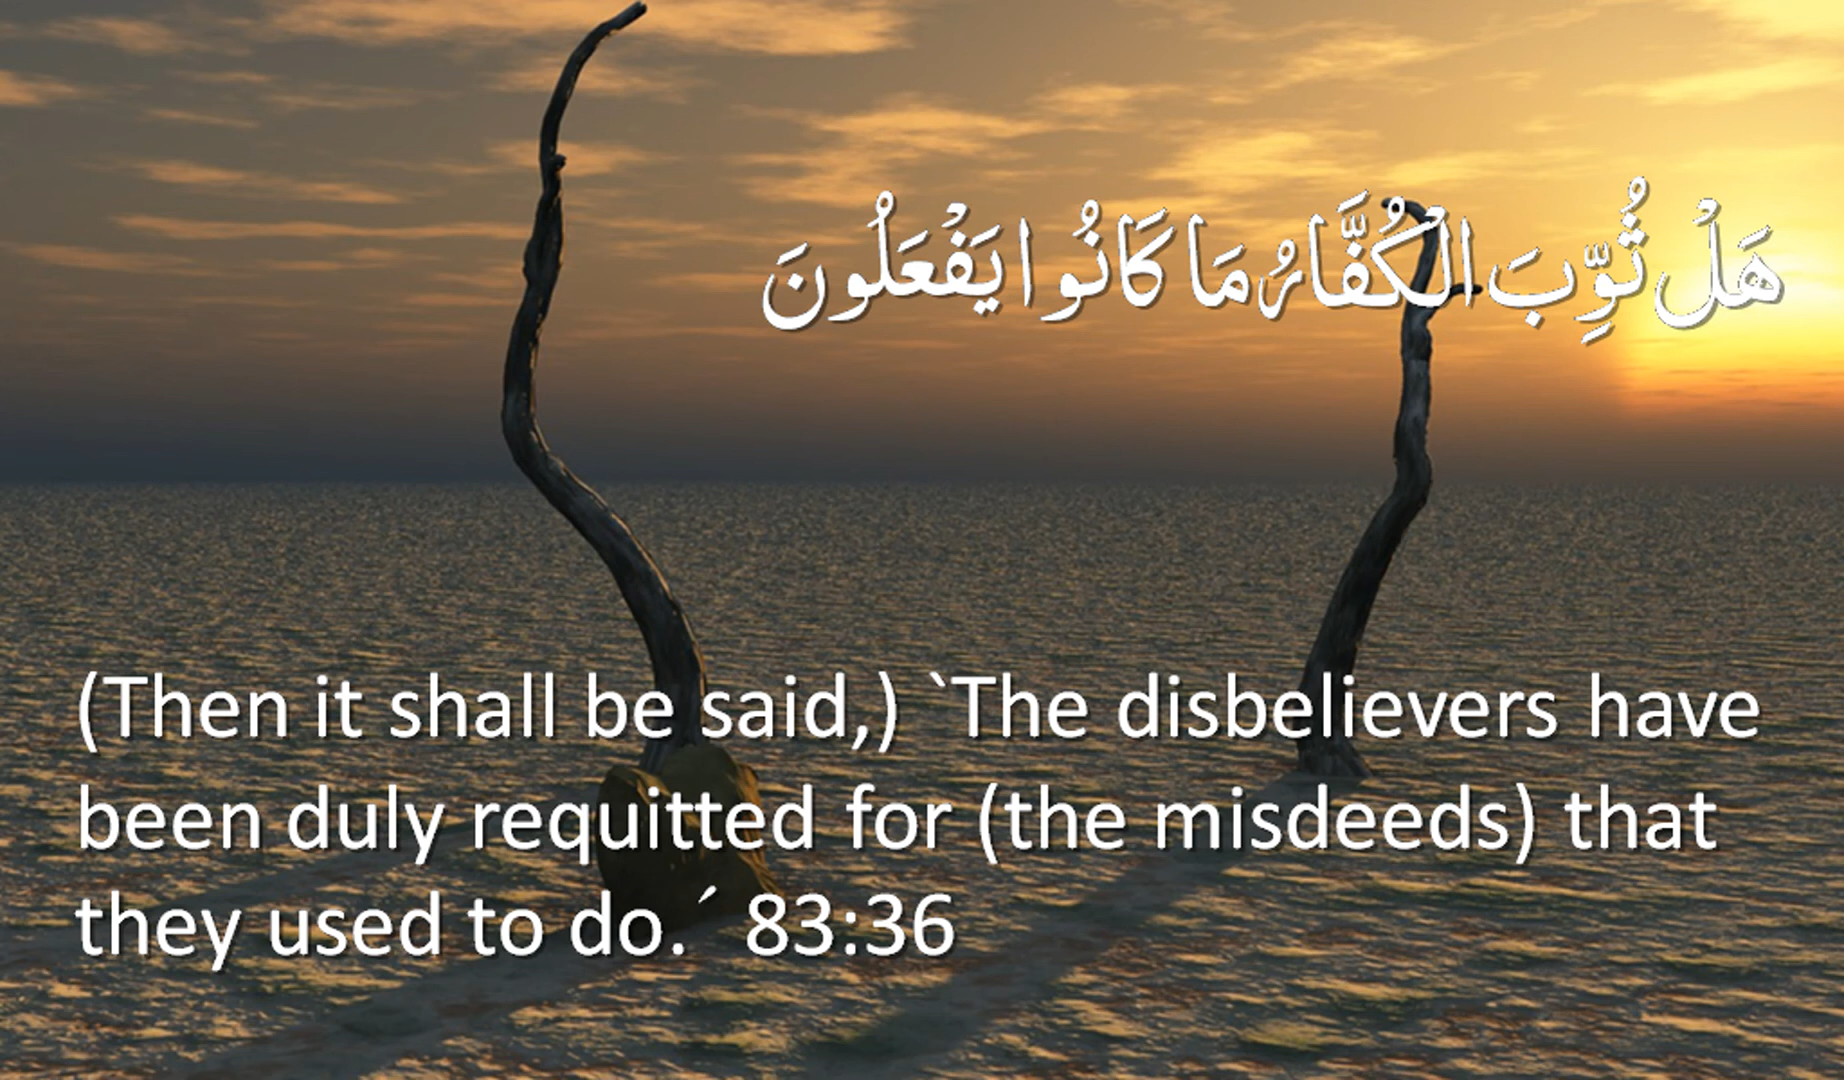 هَلْ ثُوِّبَ الْكُفَّارُ مَا كَانُوا يَفْعَلُونَ
(Then it shall be said,) `The disbelievers have
been duly requitted for (the misdeeds) that
they used to do.´ 83:36